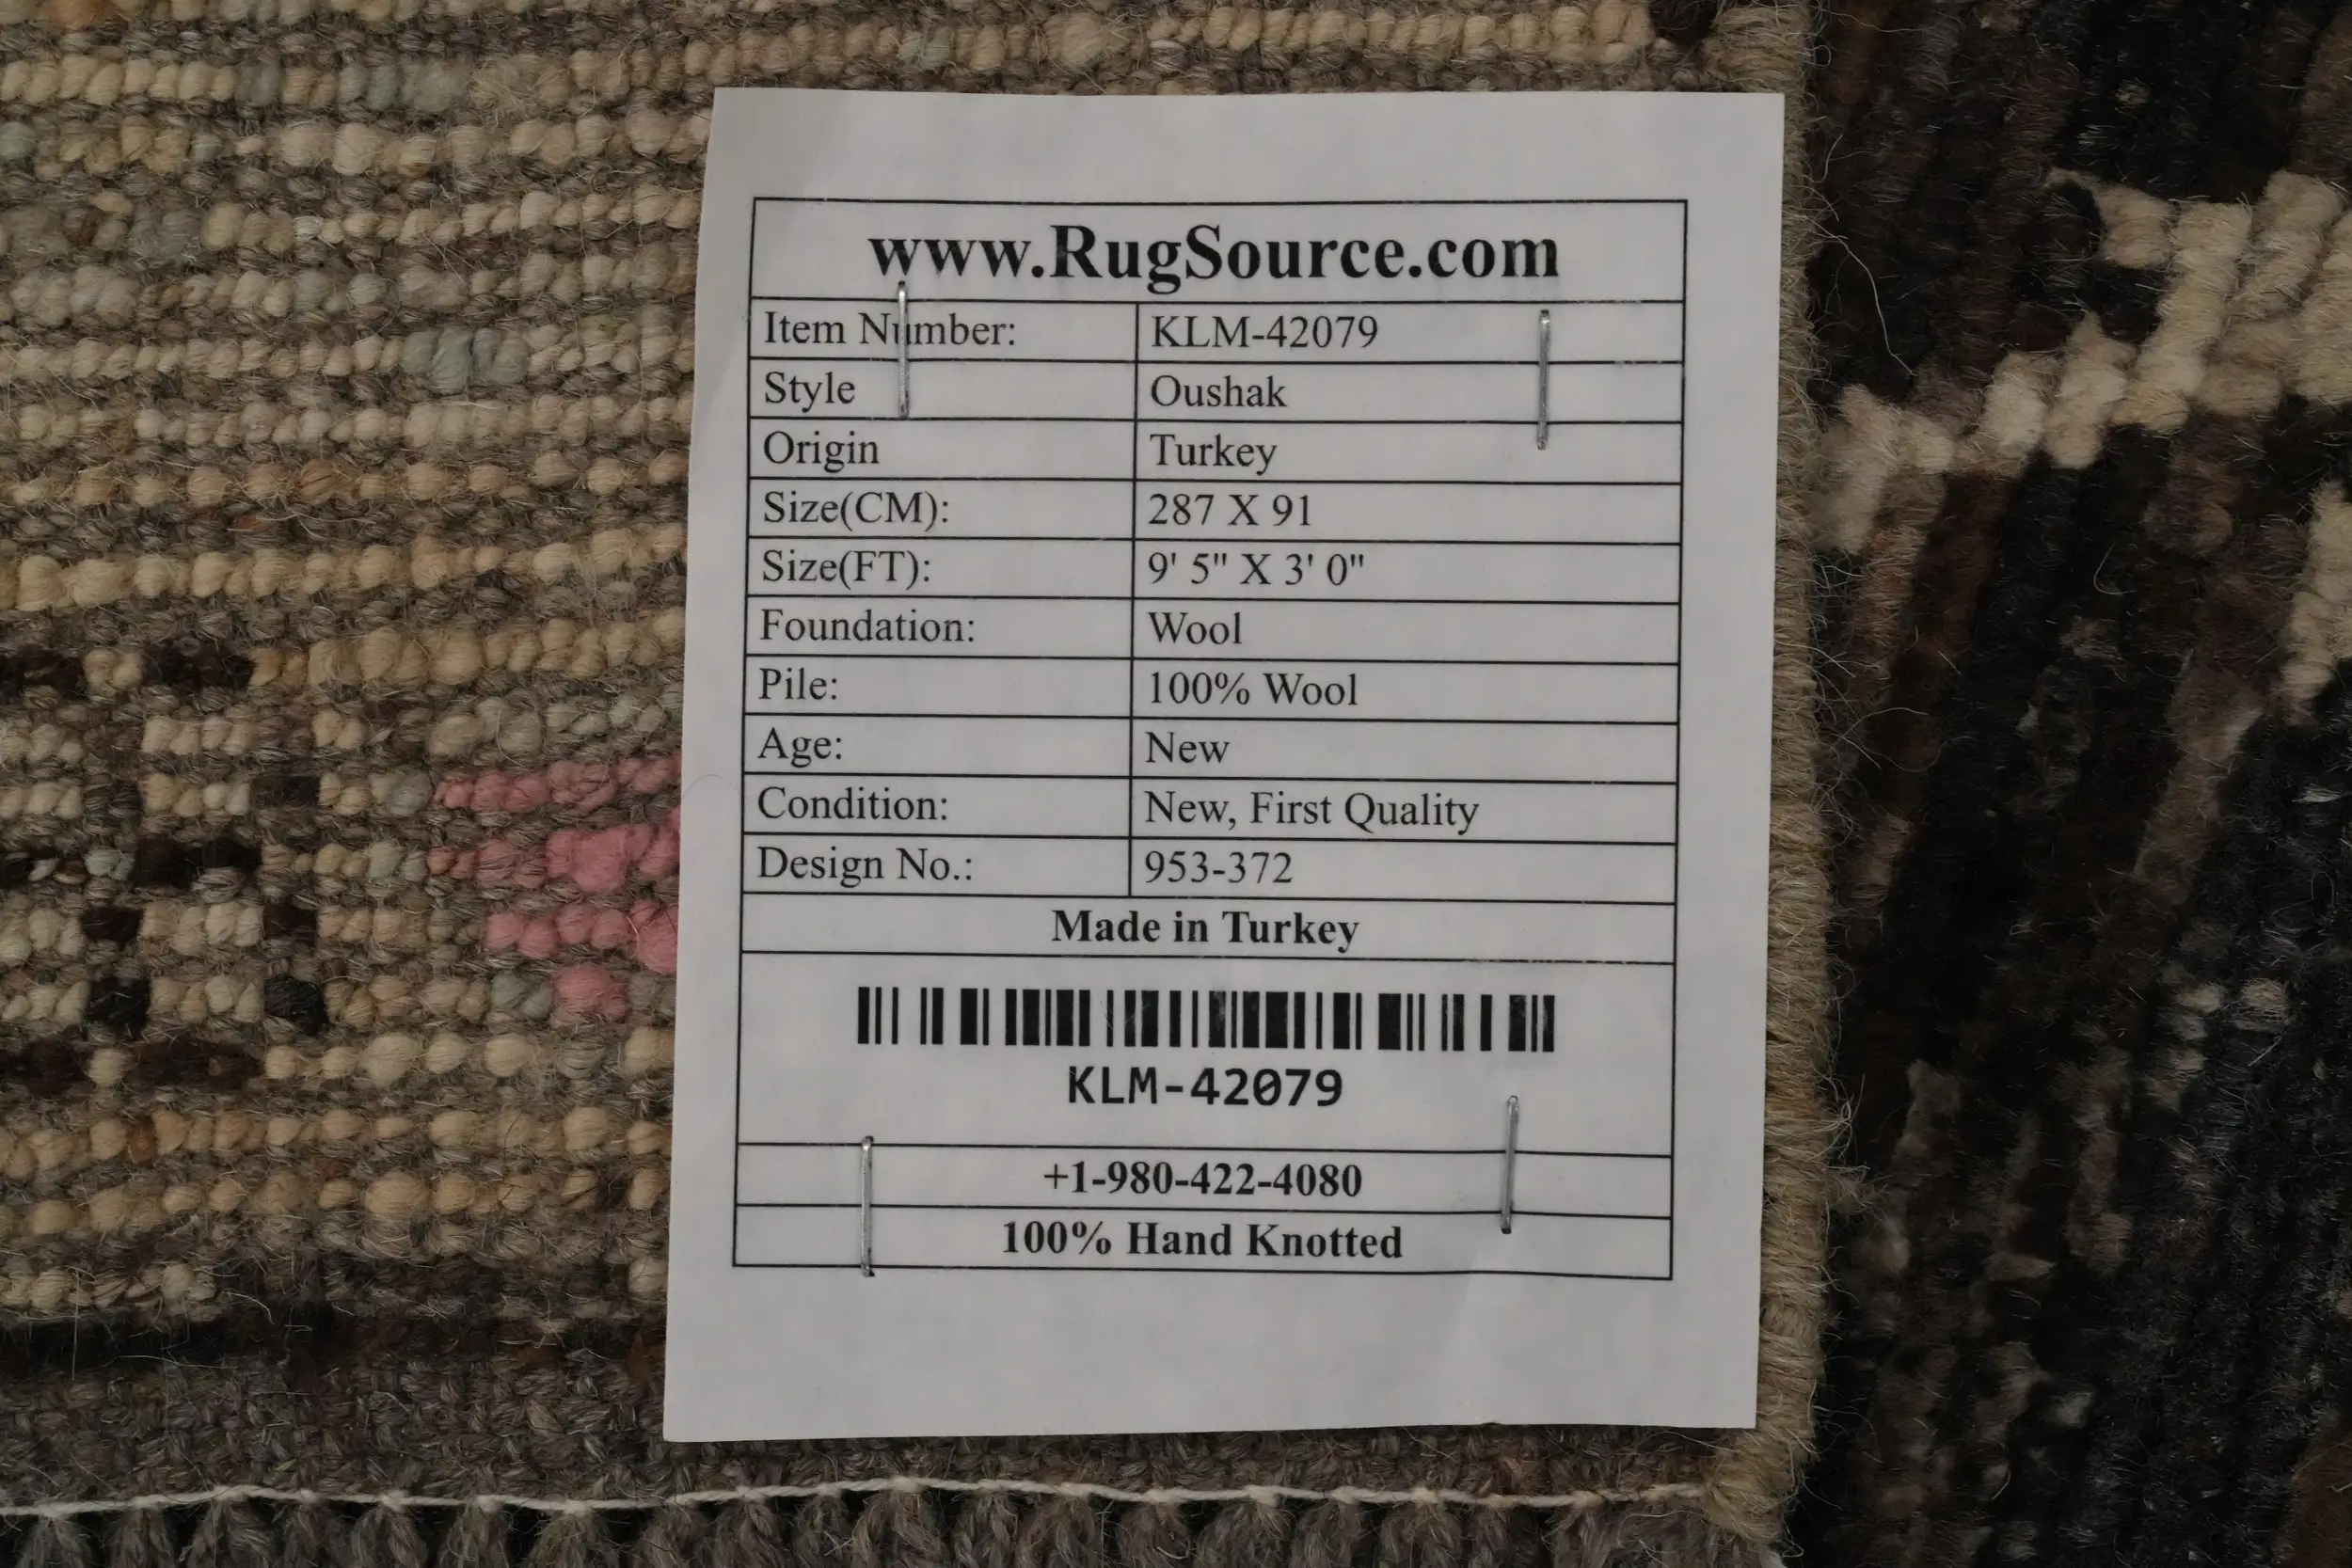 www.RugSource.com
Item Number: KLM-42079
Style Oushak
Origin Turkey
Size(CM): 287 X 91
Size(FT): 9' 5" X 3' 0"
Foundation: Wool
Pile: 100% Wool
Age: New
Condition: New, First Quality
Design No.: 953-372
Made in Turkey
KLM-42079
+1-980-422-4080
100% Hand Knotted